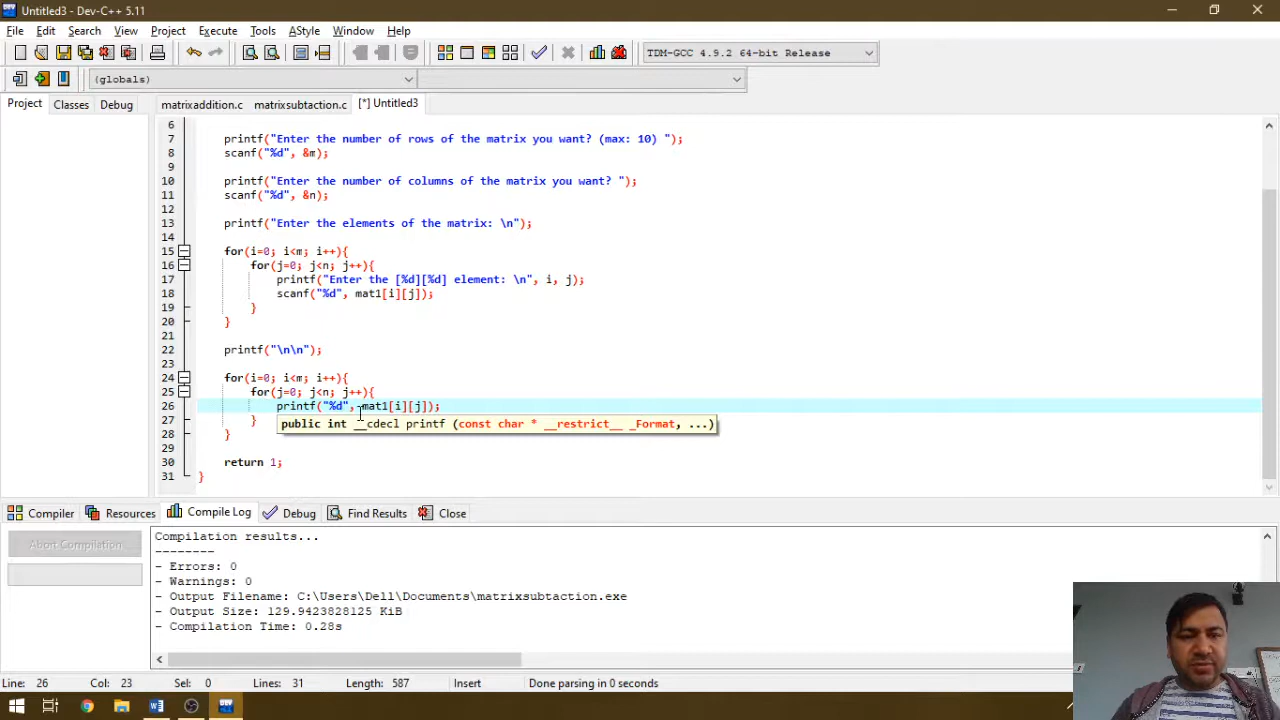 Untitled3 - Dev-C++ 5.11
File Edit Search View Project Execute Tools AStyle Window Help
TDM-GCC 4.9.2 64-bit Release
(globals)
Project Classes Debug
matrixaddition.c matrixsubtaction.c [*] Untitled3
6
7 printf("Enter the number of rows of the matrix you want? (max: 10) ");
8 scanf("%d", &m);
9
10 printf("Enter the number of columns of the matrix you want? ");
11 scanf("%d", &n);
12
13 printf("Enter the elements of the matrix: \n");
14
15 for(i=0; i<m; i++){
16 for(j=0; j<n; j++){
17 printf("Enter the [%d][%d] element: \n", i, j);
18 scanf("%d", mat1[i][j]);
19 }
20 }
21
22 printf("\n\n");
23
24 for(i=0; i<m; i++){
25 for(j=0; j<n; j++){
26 printf("%d", mat1[i][j]);
27 }
public int __cdecl printf (const char * __restrict__ _Format, ...)
28 }
29
30 return 1;
31 }
Compiler Resources Compile Log Debug Find Results Close
Abort Compilation
Compilation results...
--------
- Errors: 0
- Warnings: 0
- Output Filename: C:\Users\Dell\Documents\matrixsubtaction.exe
- Output Size: 129.9423828125 KiB
- Compilation Time: 0.28s
Line: 26 Col: 23 Sel: 0 Lines: 31 Length: 587 Insert Done parsing in 0 seconds